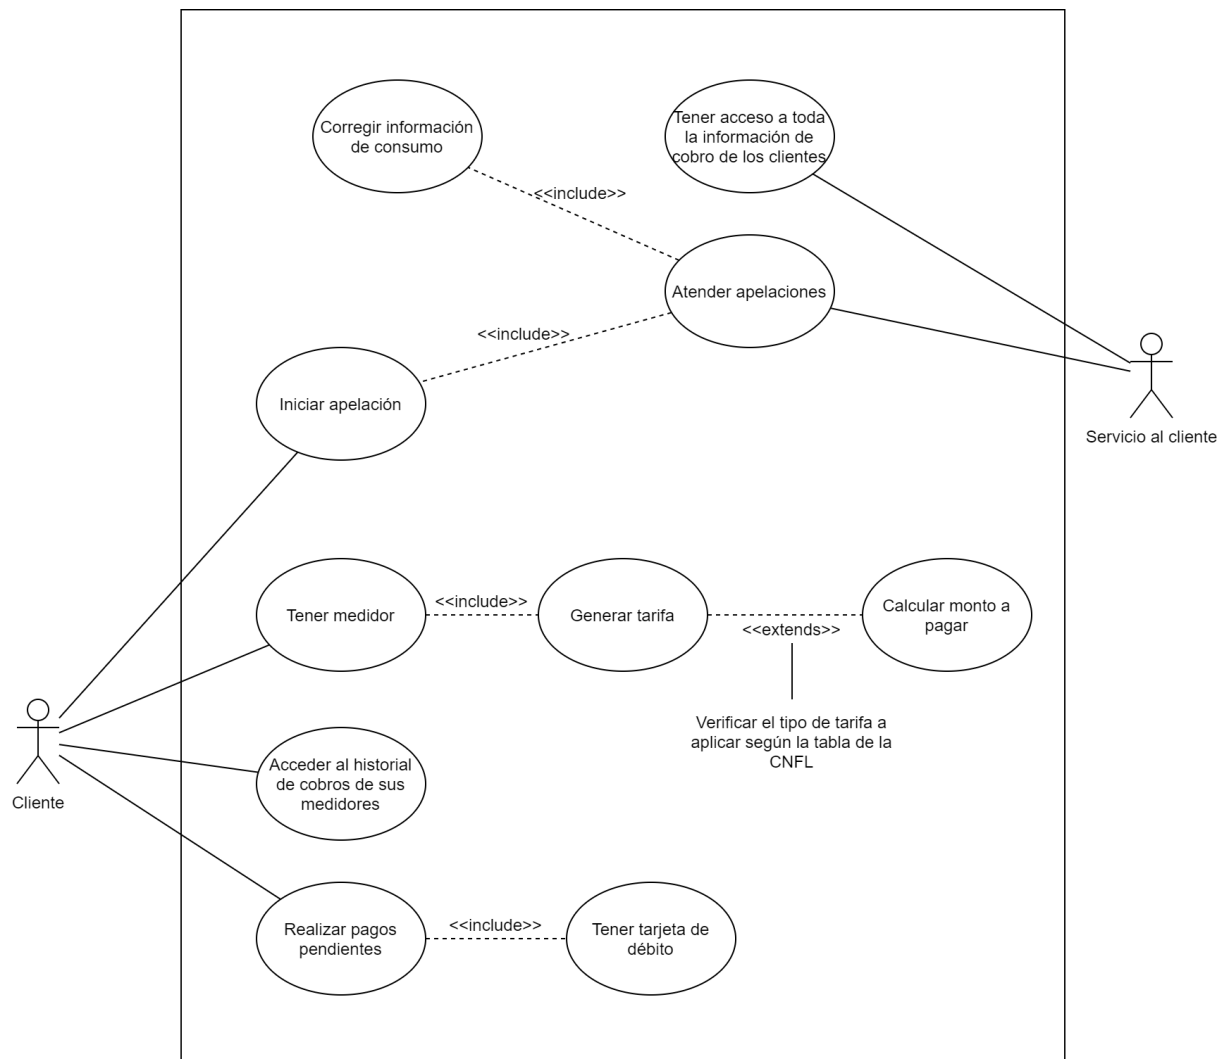 Corregir información
de consumo
Tener acceso a toda
la información de
cobro de los clientes
<<include>>
Atender apelaciones
<<include>>
Iniciar apelación
Servicio al cliente
Tener medidor
<<include>>
Generar tarifa
<<extends>>
Calcular monto a
pagar
Verificar el tipo de tarifa a
aplicar según la tabla de la
CNFL
Acceder al historial
de cobros de sus
medidores
Cliente
Realizar pagos
pendientes
<<include>>
Tener tarjeta de
débito